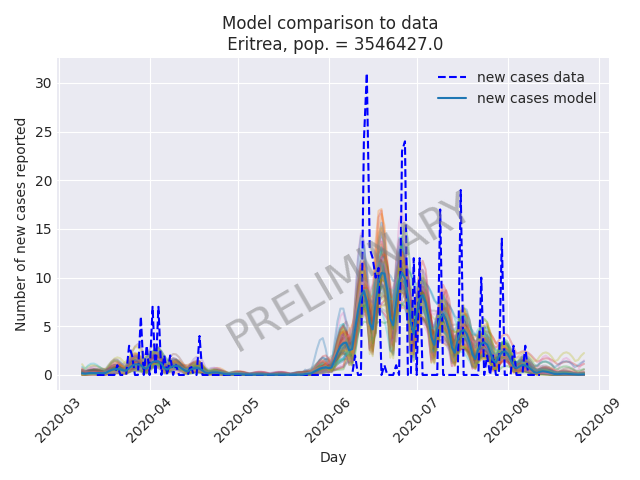 Model comparison to data
Eritrea, pop. = 3546427.0
new cases data
new cases model
PRELIMINARY
Number of new cases reported
30
25
20
15
10
5
0
2020-03
2020-04
2020-05
2020-06
2020-07
2020-08
2020-09
Day